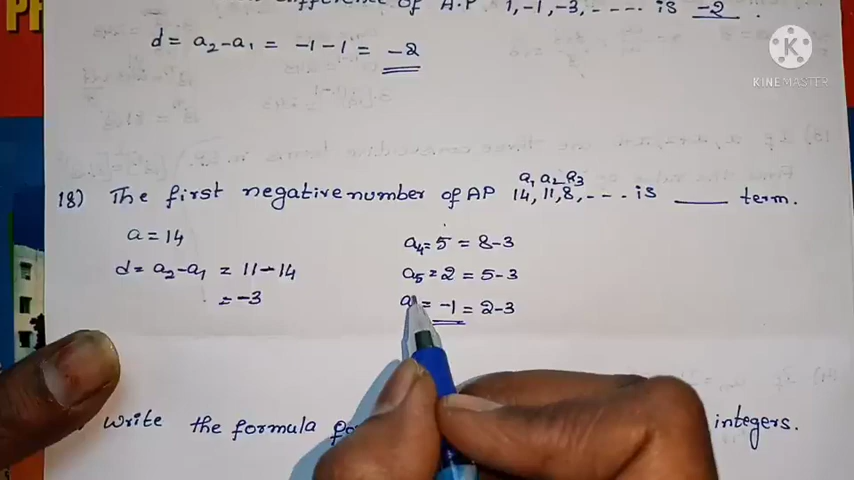 difference of A.P 1,-1,-3, - - - - is -2 .
d = a2-a1 = -1-1 = -2
KINEMASTER
a1 a2 a3
18) The first negative number of AP 14, 11, 8, - - - . is ____ term.
a = 14
a4 = 5 = 8-3
d = a2-a1 = 11-14
a5 = 2 = 5-3
= -3
a = -1 = 2-3
write the formula integers.